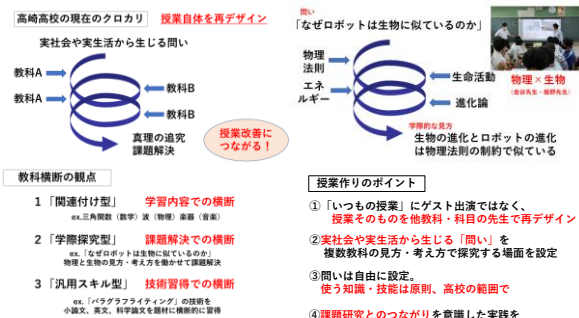 高崎高校の現在のクロカリ
授業自体を再デザイン
実社会や実生活から生じる問い
教科A
教科B
教科A
教科B
真理の追究
課題解決
授業改善に
つながる！
問い
「なぜロボットは生物に似ているのか」
物理
法則
生命活動
エネ
ルギー
進化論
物理×生物
学際的な見方
生物の進化とロボットの進化
は物理法則の制約で似ている
教科横断の観点
1「関連付け型」 学習内容での横断
ex.三角関数（数学）波（物理）楽器（音楽）
2「学際探究型」 課題解決での横断
ex.「なぜロボットは生物に似ているのか」
物理と生物の見方・考え方を働かせて課題解決
3「汎用スキル型」 技術習得での横断
ex.「パラグラフライティング」の技術を
小論文、英文、科学論文を題材に横断的に習得
授業作りのポイント
①「いつもの授業」にゲスト出演ではなく、
授業そのものを他教科・科目の先生で再デザイン
②実社会や実生活から生じる「問い」を
複数教科の見方・考え方で探究する場面を設定
③問いは自由に設定。
使う知識・技能は原則、高校の範囲で
④課題研究とのつながりを意識した実践を